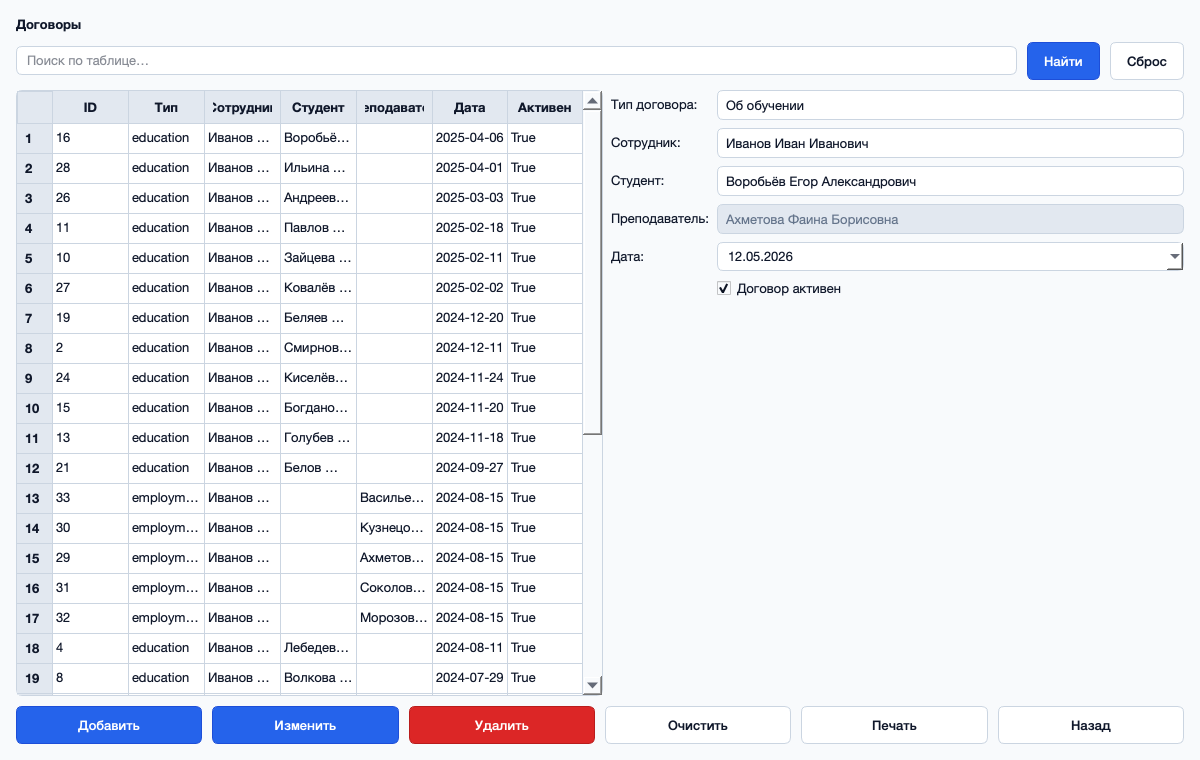 Договоры
Поиск по таблице...
Найти
Сброс
ID Тип Сотрудник Студент еподават Дата Активен
1 16 education Иванов ... Воробьё... 2025-04-06 True
2 28 education Иванов ... Ильина ... 2025-04-01 True
3 26 education Иванов ... Андреев... 2025-03-03 True
4 11 education Иванов ... Павлов ... 2025-02-18 True
5 10 education Иванов ... Зайцева ... 2025-02-11 True
6 27 education Иванов ... Ковалёв ... 2025-02-02 True
7 19 education Иванов ... Беляев ... 2024-12-20 True
8 2 education Иванов ... Смирнов... 2024-12-11 True
9 24 education Иванов ... Киселёв... 2024-11-24 True
10 15 education Иванов ... Богдано... 2024-11-20 True
11 13 education Иванов ... Голубев ... 2024-11-18 True
12 21 education Иванов ... Белов ... 2024-09-27 True
13 33 employm... Иванов ... Василье... 2024-08-15 True
14 30 employm... Иванов ... Кузнецо... 2024-08-15 True
15 29 employm... Иванов ... Ахметов... 2024-08-15 True
16 31 employm... Иванов ... Соколов... 2024-08-15 True
17 32 employm... Иванов ... Морозов... 2024-08-15 True
18 4 education Иванов ... Лебедев... 2024-08-11 True
19 8 education Иванов ... Волкова ... 2024-07-29 True
Тип договора: Об обучении
Сотрудник: Иванов Иван Иванович
Студент: Воробьёв Егор Александрович
Преподаватель: Ахметова Фаина Борисовна
Дата: 12.05.2026
Договор активен
Добавить
Изменить
Удалить
Очистить
Печать
Назад